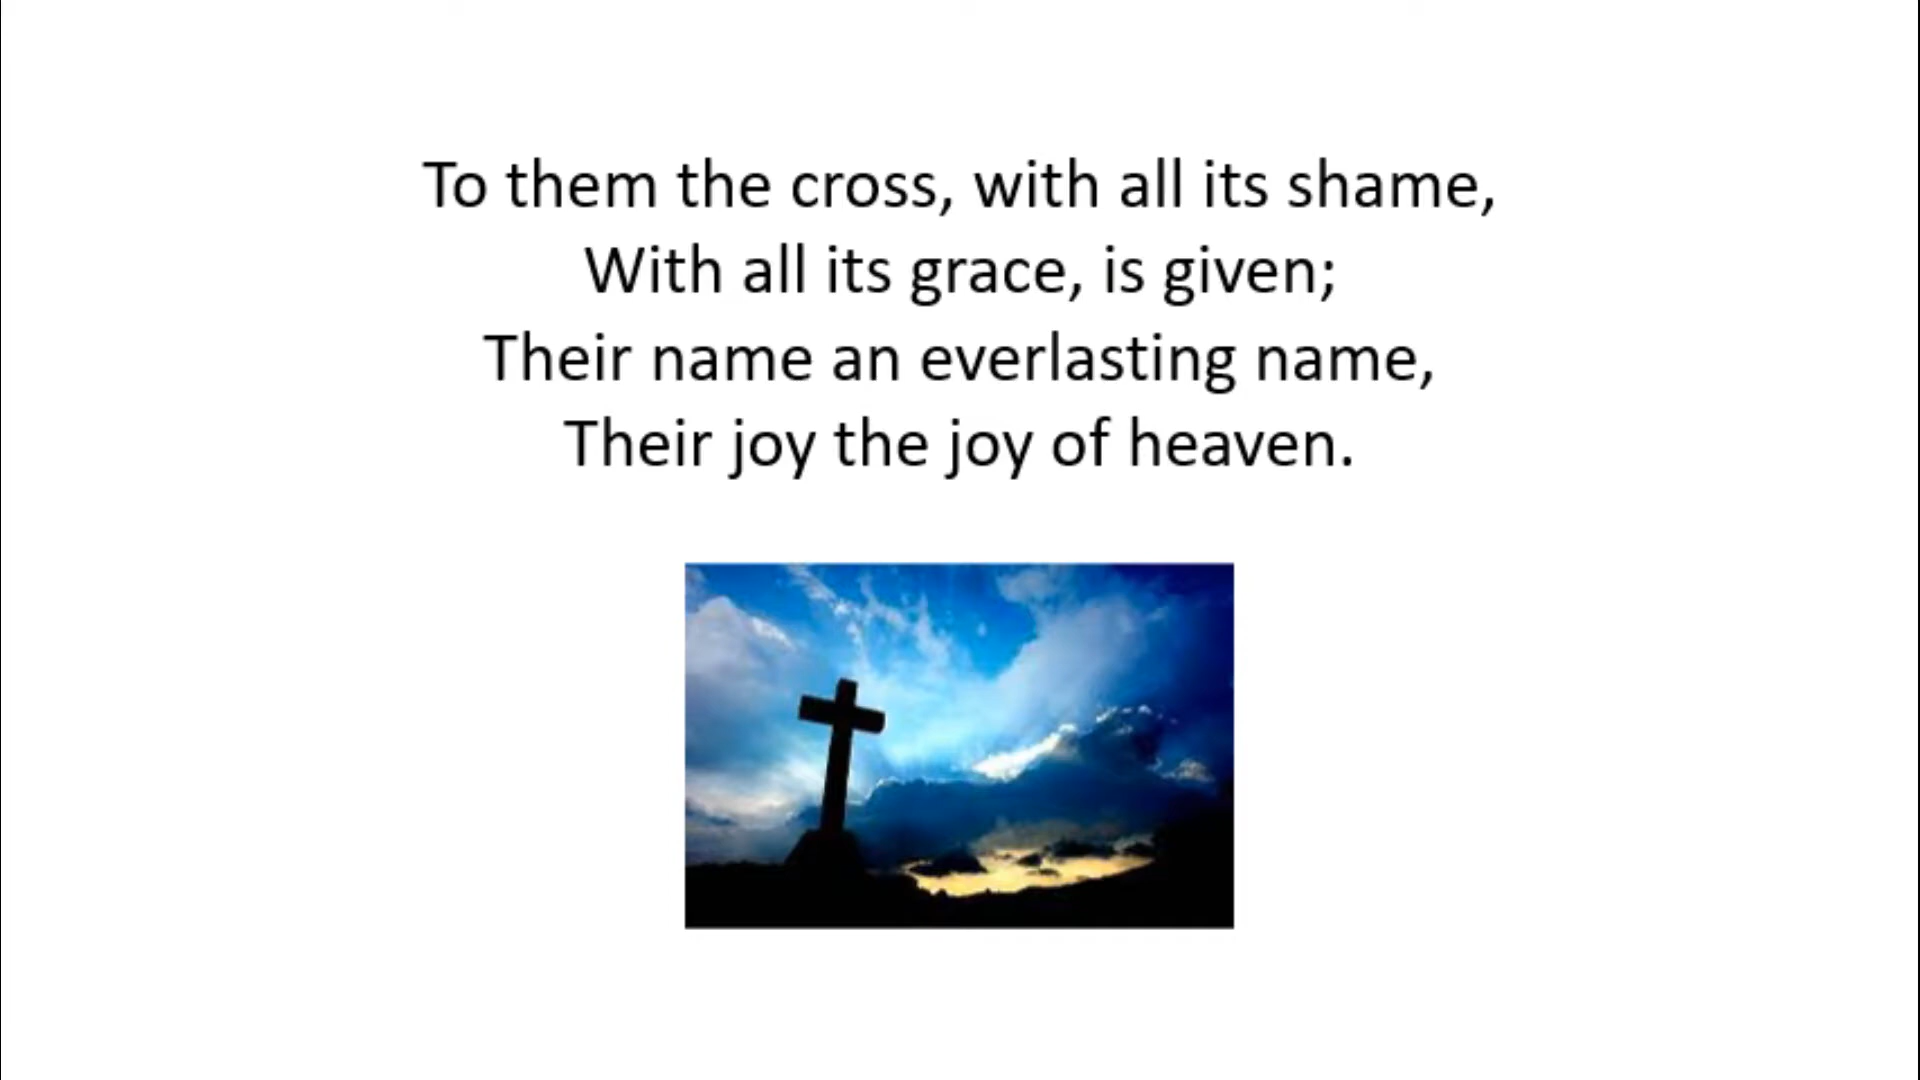 To them the cross, with all its shame,
With all its grace, is given;
Their name an everlasting name,
Their joy the joy of heaven.